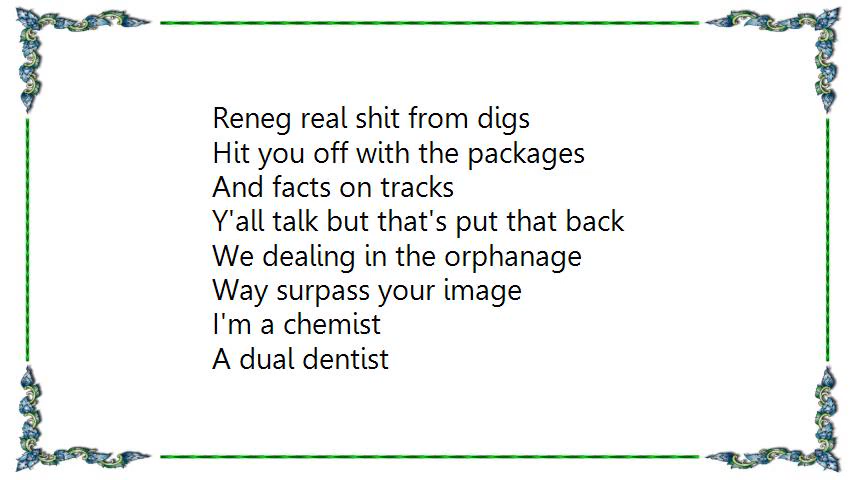 Reneg real shit from digs
Hit you off with the packages
And facts on tracks
Y'all talk but that's put that back
We dealing in the orphanage
Way surpass your image
I'm a chemist
A dual dentist